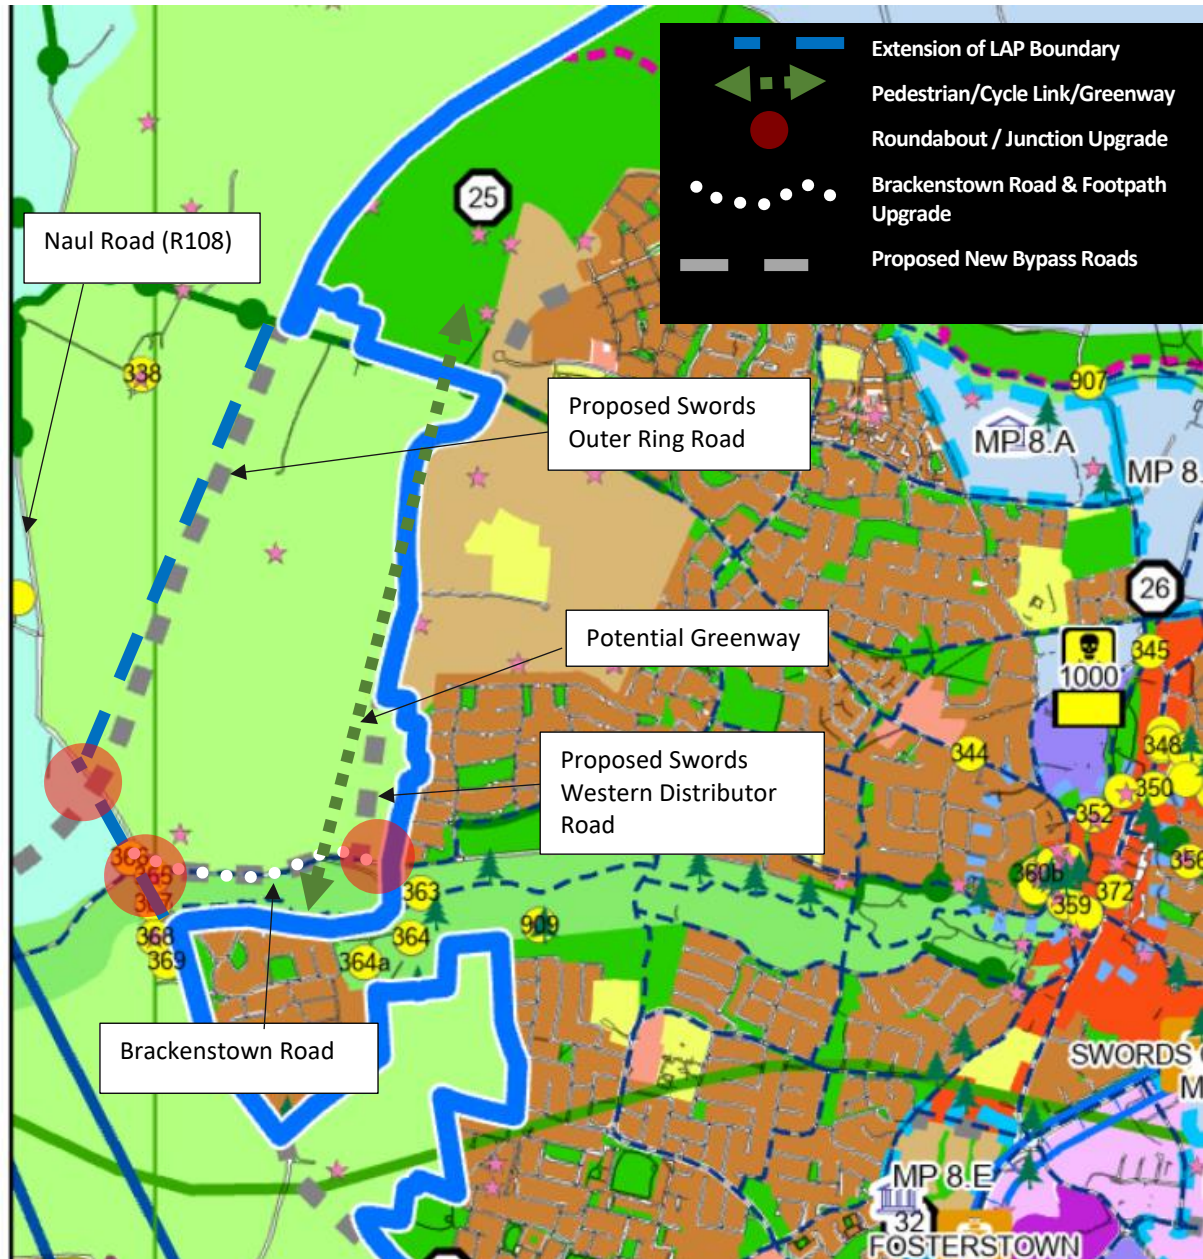 Extension of LAP Boundary
Pedestrian/Cycle Link/Greenway
Roundabout / Junction Upgrade
Brackenstown Road & Footpath
Upgrade
Proposed New Bypass Roads
25
Naul Road (R108)
338
907
Proposed Swords
Outer Ring Road
MP 8.A
MP 8.
26
Potential Greenway
345
1000
Proposed Swords
Western Distributor
Road
344
348
350
352
366
365
367
363
360b
372
359
368
364
909
369
364a
Brackenstown Road
SWORDS
M
MP 8.E
32
FOSTERSTOWN